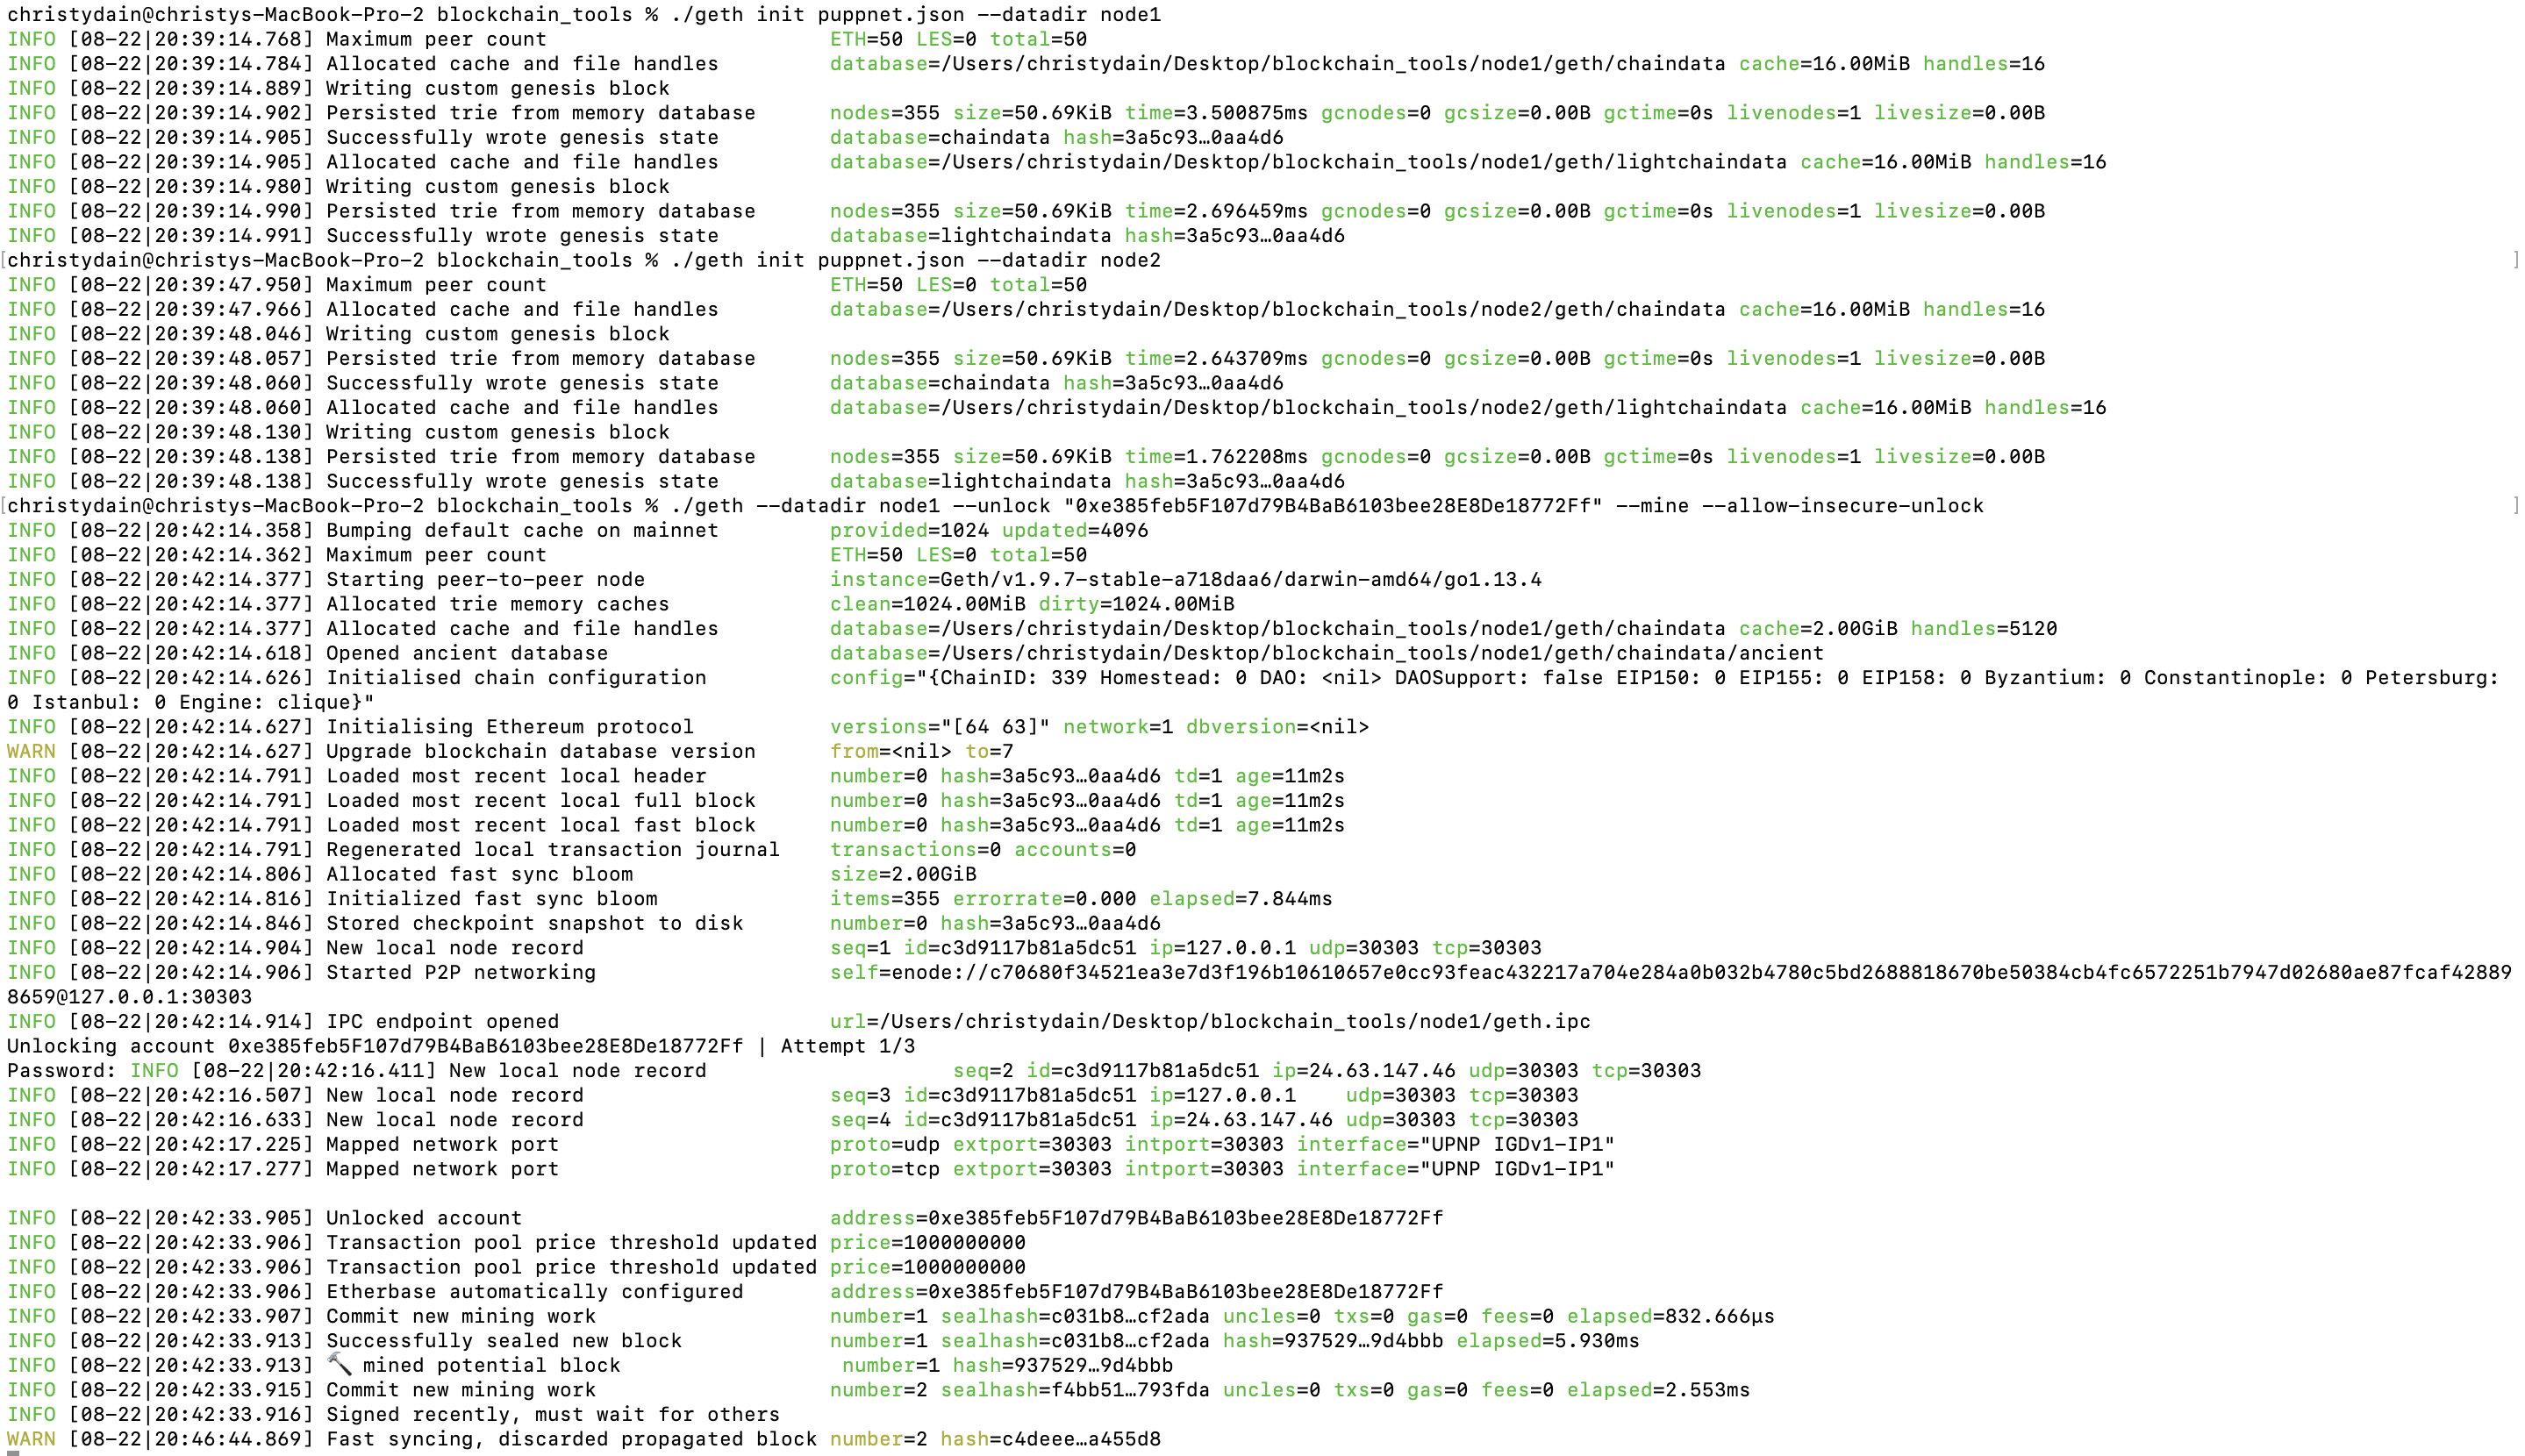 christydain@christys-MacBook-Pro-2 blockchain_tools % ./geth init puppnet.json --datadir node1
INFO [08-22|20:39:14.768] Maximum peer count                       ETH=50 LES=0 total=50
INFO [08-22|20:39:14.784] Allocated cache and file handles         database=/Users/christydain/Desktop/blockchain_tools/node1/geth/chaindata cache=16.00MiB handles=16
INFO [08-22|20:39:14.889] Writing custom genesis block
INFO [08-22|20:39:14.902] Persisted trie from memory database      nodes=355 size=50.69KiB time=3.500875ms gcnodes=0 gcsize=0.00B gctime=0s livenodes=1 livesize=0.00B
INFO [08-22|20:39:14.905] Successfully wrote genesis state         database=chaindata hash=3a5c93…0aa4d6
INFO [08-22|20:39:14.905] Allocated cache and file handles         database=/Users/christydain/Desktop/blockchain_tools/node1/geth/lightchaindata cache=16.00MiB handles=16
INFO [08-22|20:39:14.980] Writing custom genesis block
INFO [08-22|20:39:14.990] Persisted trie from memory database      nodes=355 size=50.69KiB time=2.696459ms gcnodes=0 gcsize=0.00B gctime=0s livenodes=1 livesize=0.00B
INFO [08-22|20:39:14.991] Successfully wrote genesis state         database=lightchaindata hash=3a5c93…0aa4d6
[christydain@christys-MacBook-Pro-2 blockchain_tools % ./geth init puppnet.json --datadir node2 ]
INFO [08-22|20:39:47.950] Maximum peer count                       ETH=50 LES=0 total=50
INFO [08-22|20:39:47.966] Allocated cache and file handles         database=/Users/christydain/Desktop/blockchain_tools/node2/geth/chaindata cache=16.00MiB handles=16
INFO [08-22|20:39:48.046] Writing custom genesis block
INFO [08-22|20:39:48.057] Persisted trie from memory database      nodes=355 size=50.69KiB time=2.643709ms gcnodes=0 gcsize=0.00B gctime=0s livenodes=1 livesize=0.00B
INFO [08-22|20:39:48.060] Successfully wrote genesis state         database=chaindata hash=3a5c93…0aa4d6
INFO [08-22|20:39:48.060] Allocated cache and file handles         database=/Users/christydain/Desktop/blockchain_tools/node2/geth/lightchaindata cache=16.00MiB handles=16
INFO [08-22|20:39:48.130] Writing custom genesis block
INFO [08-22|20:39:48.138] Persisted trie from memory database      nodes=355 size=50.69KiB time=1.762208ms gcnodes=0 gcsize=0.00B gctime=0s livenodes=1 livesize=0.00B
INFO [08-22|20:39:48.138] Successfully wrote genesis state         database=lightchaindata hash=3a5c93…0aa4d6
[christydain@christys-MacBook-Pro-2 blockchain_tools % ./geth --datadir node1 --unlock "0xe385feb5F107d79B4BaB6103bee28E8De18772Ff" --mine --allow-insecure-unlock ]
INFO [08-22|20:42:14.358] Bumping default cache on mainnet         provided=1024 updated=4096
INFO [08-22|20:42:14.362] Maximum peer count                       ETH=50 LES=0 total=50
INFO [08-22|20:42:14.377] Starting peer-to-peer node               instance=Geth/v1.9.7-stable-a718daa6/darwin-amd64/go1.13.4
INFO [08-22|20:42:14.377] Allocated trie memory caches             clean=1024.00MiB dirty=1024.00MiB
INFO [08-22|20:42:14.377] Allocated cache and file handles         database=/Users/christydain/Desktop/blockchain_tools/node1/geth/chaindata cache=2.00GiB handles=5120
INFO [08-22|20:42:14.618] Opened ancient database                  database=/Users/christydain/Desktop/blockchain_tools/node1/geth/chaindata/ancient
INFO [08-22|20:42:14.626] Initialised chain configuration          config="{ChainID: 339 Homestead: 0 DAO: <nil> DAOSupport: false EIP150: 0 EIP155: 0 EIP158: 0 Byzantium: 0 Constantinople: 0 Petersburg:
0 Istanbul: 0 Engine: clique}"
INFO [08-22|20:42:14.627] Initialising Ethereum protocol           versions="[64 63]" network=1 dbversion=<nil>
WARN [08-22|20:42:14.627] Upgrade blockchain database version      from=<nil> to=7
INFO [08-22|20:42:14.791] Loaded most recent local header          number=0 hash=3a5c93…0aa4d6 td=1 age=11m2s
INFO [08-22|20:42:14.791] Loaded most recent local full block      number=0 hash=3a5c93…0aa4d6 td=1 age=11m2s
INFO [08-22|20:42:14.791] Loaded most recent local fast block      number=0 hash=3a5c93…0aa4d6 td=1 age=11m2s
INFO [08-22|20:42:14.791] Regenerated local transaction journal    transactions=0 accounts=0
INFO [08-22|20:42:14.806] Allocated fast sync bloom                size=2.00GiB
INFO [08-22|20:42:14.816] Initialized fast sync bloom              items=355 errorrate=0.000 elapsed=7.844ms
INFO [08-22|20:42:14.846] Stored checkpoint snapshot to disk       number=0 hash=3a5c93…0aa4d6
INFO [08-22|20:42:14.904] New local node record                    seq=1 id=c3d9117b81a5dc51 ip=127.0.0.1 udp=30303 tcp=30303
INFO [08-22|20:42:14.906] Started P2P networking                   self=enode://c70680f34521ea3e7d3f196b10610657e0cc93feac432217a704e284a0b032b4780c5bd2688818670be50384cb4fc6572251b7947d02680ae87fcaf42889
8659@127.0.0.1:30303
INFO [08-22|20:42:14.914] IPC endpoint opened                      url=/Users/christydain/Desktop/blockchain_tools/node1/geth.ipc
Unlocking account 0xe385feb5F107d79B4BaB6103bee28E8De18772Ff | Attempt 1/3
Password: INFO [08-22|20:42:16.411] New local node record                    seq=2 id=c3d9117b81a5dc51 ip=24.63.147.46 udp=30303 tcp=30303
INFO [08-22|20:42:16.507] New local node record                    seq=3 id=c3d9117b81a5dc51 ip=127.0.0.1    udp=30303 tcp=30303
INFO [08-22|20:42:16.633] New local node record                    seq=4 id=c3d9117b81a5dc51 ip=24.63.147.46 udp=30303 tcp=30303
INFO [08-22|20:42:17.225] Mapped network port                      proto=udp extport=30303 intport=30303 interface="UPNP IGDv1-IP1"
INFO [08-22|20:42:17.277] Mapped network port                      proto=tcp extport=30303 intport=30303 interface="UPNP IGDv1-IP1"
INFO [08-22|20:42:33.905] Unlocked account                         address=0xe385feb5F107d79B4BaB6103bee28E8De18772Ff
INFO [08-22|20:42:33.906] Transaction pool price threshold updated price=1000000000
INFO [08-22|20:42:33.906] Transaction pool price threshold updated price=1000000000
INFO [08-22|20:42:33.906] Etherbase automatically configured       address=0xe385feb5F107d79B4BaB6103bee28E8De18772Ff
INFO [08-22|20:42:33.907] Commit new mining work                   number=1 sealhash=c031b8…cf2ada uncles=0 txs=0 gas=0 fees=0 elapsed=832.666µs
INFO [08-22|20:42:33.913] Successfully sealed new block            number=1 sealhash=c031b8…cf2ada hash=937529…9d4bbb elapsed=5.930ms
INFO [08-22|20:42:33.913] 🔨 mined potential block                  number=1 hash=937529…9d4bbb
INFO [08-22|20:42:33.915] Commit new mining work                   number=2 sealhash=f4bb51…793fda uncles=0 txs=0 gas=0 fees=0 elapsed=2.553ms
INFO [08-22|20:42:33.916] Signed recently, must wait for others
WARN [08-22|20:46:44.869] Fast syncing, discarded propagated block number=2 hash=c4deee…a455d8